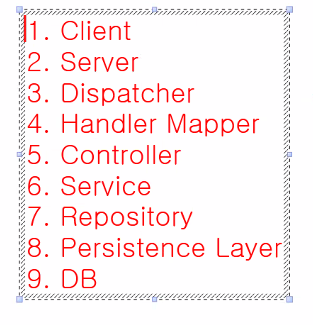 1. Client
2. Server
3. Dispatcher
4. Handler Mapper
5. Controller
6. Service
7. Repository
8. Persistence Layer
9. DB